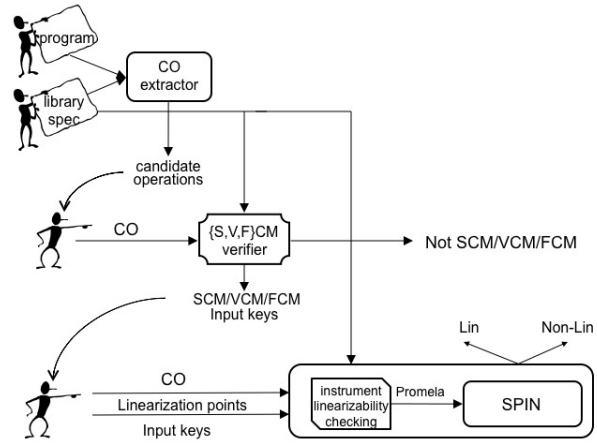 program
CO
extractor
library
spec
candidate
operations
CO
{S,V,F}CM
verifier
Not SCM/VCM/FCM
SCM/VCM/FCM
Input keys
Lin
Non-Lin
CO
Linearization points
Input keys
instrument
linearizability
checking
Promela
SPIN